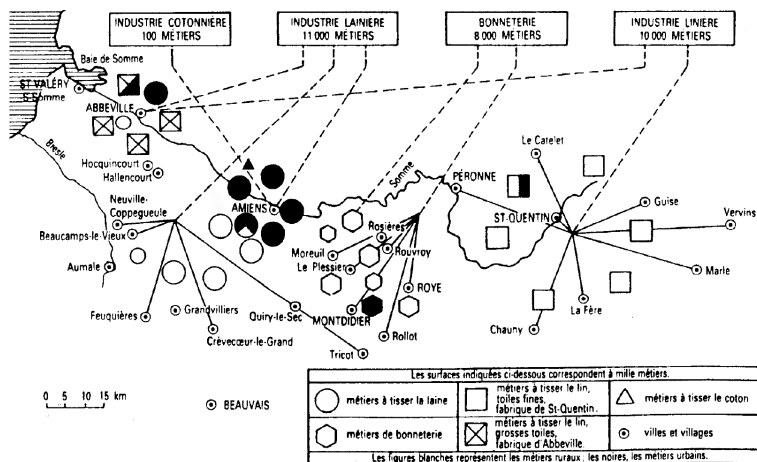 INDUSTRIE COTONNIÈRE
100 MÉTIERS
INDUSTRIE LAINIÈRE
11 000 MÉTIERS
BONNETERIE
8 000 MÉTIERS
INDUSTRIE LINIÈRE
10 000 MÉTIERS
Baie de Somme
ST VALÉRY
S Somme
ABBEVILLE
Bresle
Hocquincourt
Hallencourt
Neuville-
Coppegueule
Beaucamps-le-Vieux
Aumale
Feuquières
Grandvilliers
Crèvecœur-le-Grand
AMIENS
Quiry-le-Sec
Tricot
Somme
Rosières
Moreuil
Rouvroy
Le Plessier
ROYE
MONTDIDIER
Rollot
PÉRONNE
Le Catelet
ST-QUENTIN
Guise
Vervins
Marle
La Fère
Chauny
0 5 10 15 km
BEAUVAIS
Les surfaces indiquées ci-dessous correspondent à mille métiers.
métiers à tisser la laine
métiers à tisser le lin,
toiles fines,
fabrique de St-Quentin.
métiers à tisser le coton
métiers de bonneterie
métiers à tisser le lin,
grosses toiles,
fabrique d'Abbeville.
villes et villages
Les figures blanches représentent les métiers ruraux, les noires, les métiers urbains.